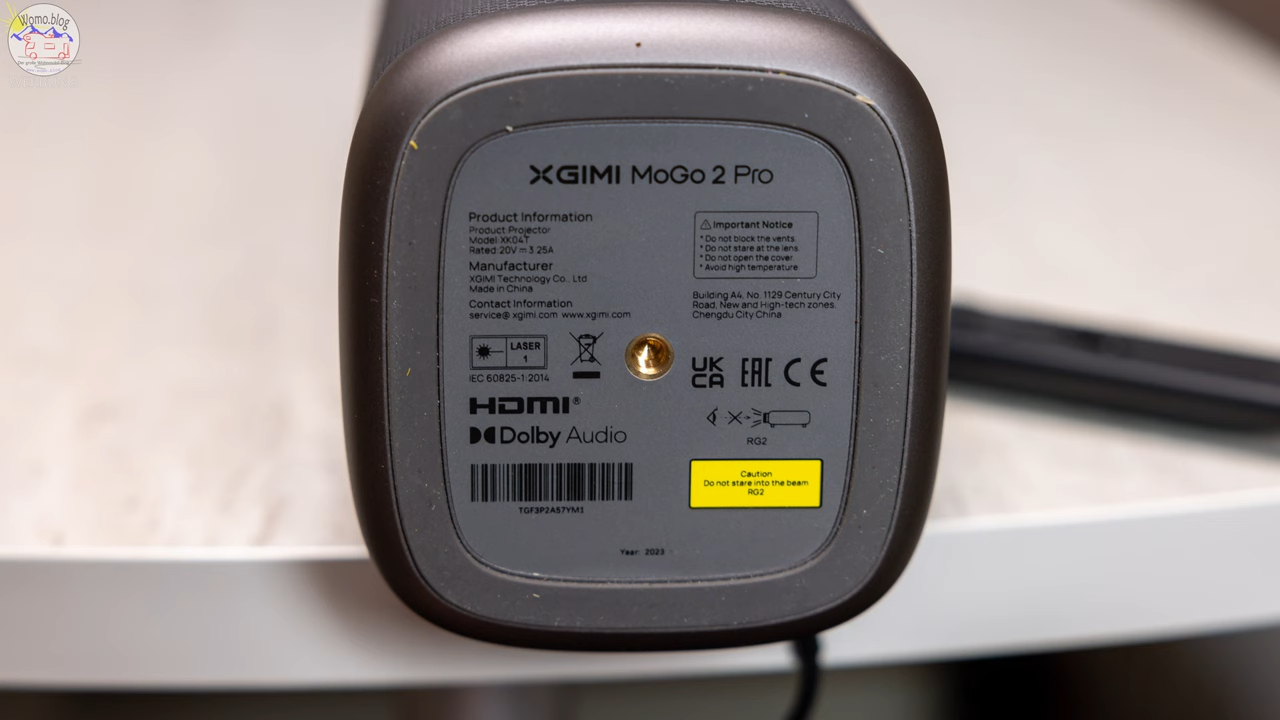 Womo.blog
XGIMI MoGo 2 Pro
Product Information
Product:Projector
Model:XK04T
Rated:20V⎓3.25A
Manufacturer
XGIMI Technology Co., Ltd
Made in China
Contact Information
service@xgimi.com www.xgimi.com
⚠ Important Notice
* Do not block the vents.
* Do not stare at the lens.
* Do not open the cover.
* Avoid high temperature
Building A4, No. 1129 Century City
Road, New and High-tech zones,
Chengdu City China
LASER
1
IEC 60825-1:2014
UK
CA
EAC CE
HDMI®
Dolby Audio
RG2
TGF3P2A57YM1
Caution
Do not stare into the beam
RG2
Year: 2023